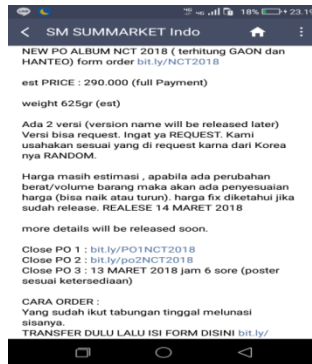 18% 23.19
SM SUMMARKET Indo
NEW PO ALBUM NCT 2018 ( terhitung GAON dan
HANTEO) form order bit.ly/NCT2018
est PRICE : 290.000 (full Payment)
weight 625gr (est)
Ada 2 versi (version name will be released later)
Versi bisa request. Ingat ya REQUEST. Kami
usahakan sesuai yang di request karna dari Korea
nya RANDOM.
Harga masih estimasi , apabila ada perubahan
berat/volume barang maka akan ada penyesuaian
harga (bisa naik atau turun). harga fix diketahui jika
sudah release. REALESE 14 MARET 2018
more details will be released soon.
Close PO 1 : bit.ly/PO1NCT2018
Close PO 2 : bit.ly/po2NCT2018
Close PO 3 : 13 MARET 2018 jam 6 sore (poster
sesuai ketersediaan)
CARA ORDER :
Yang sudah ikut tabungan tinggal melunasi
sisanya.
TRANSFER DULU LALU ISI FORM DISINI bit.ly/